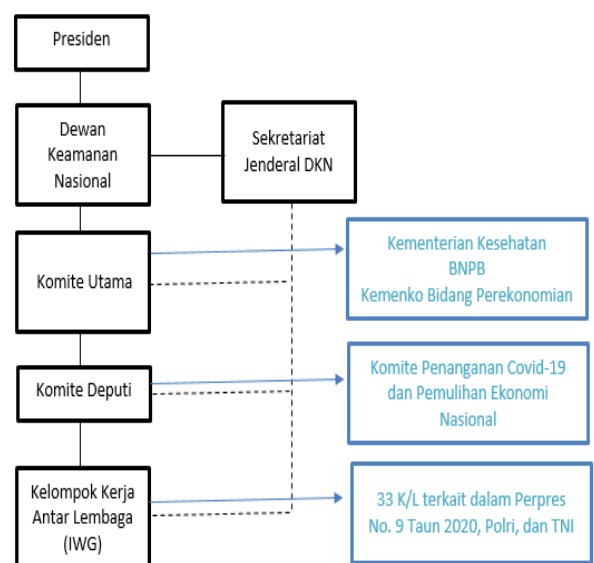 Presiden
Dewan
Keamanan
Nasional
Sekretariat
Jenderal DKN
Komite Utama
Kementerian Kesehatan
BNPB
Kemenko Bidang Perekonomian
Komite Deputi
Komite Penanganan Covid-19
dan Pemulihan Ekonomi
Nasional
Kelompok Kerja
Antar Lembaga
(IWG)
33 K/L terkait dalam Perpres
No. 9 Taun 2020, Polri, dan TNI